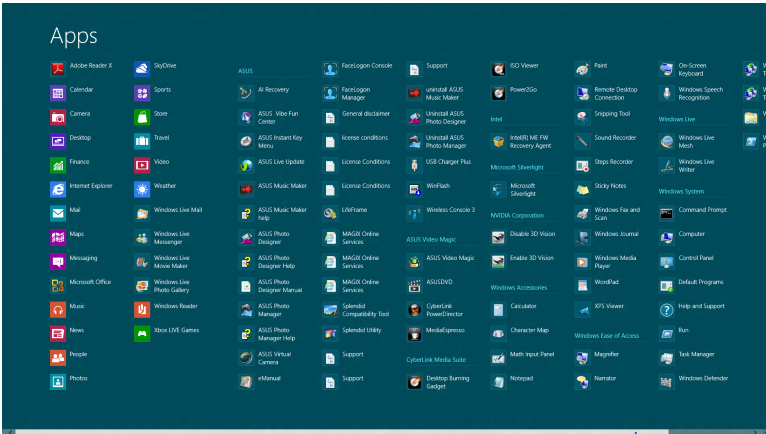 Apps
Adobe Reader X
Calendar
Camera
Desktop
Finance
Internet Explorer
Mail
Maps
Messaging
Microsoft Office
Music
News
People
Photos
SkyDrive
Sports
Store
Travel
Video
Weather
Windows Live Mail
Windows Live
Messenger
Windows Live
Movie Maker
Windows Live
Photo Gallery
Windows Reader
Xbox LIVE Games
ASUS
AI Recovery
ASUS Vibe Fun
Center
ASUS Instant Key
Menu
ASUS Live Update
ASUS Music Maker
ASUS Music Maker
help
ASUS Photo
Designer
ASUS Photo
Designer Help
ASUS Photo
Designer Manual
ASUS Photo
Manager
ASUS Photo
Manager Help
ASUS Virtual
Camera
eManual
FaceLogon Console
FaceLogon
Manager
General disclaimer
license conditions
License Conditions
License Conditions
LifeFrame
MAGIX Online
Services
MAGIX Online
Services
MAGIX Online
Services
Splendid
Compatibility Tool
Splendid Utility
Support
Support
Support
uninstall ASUS
Music Maker
Uninstall ASUS
Photo Designer
Uninstall ASUS
Photo Manager
USB Charger Plus
WinFlash
Wireless Console 3
ASUS Video Magic
ASUS Video Magic
ASUSDVD
CyberLink
PowerDirector
MediaEspresso
CyberLink Media Suite
Desktop Burning
Gadget
ISO Viewer
Power2Go
Intel
Intel(R) ME FW
Recovery Agent
Microsoft Silverlight
Microsoft
Silverlight
NVIDIA Corporation
Disable 3D Vision
Enable 3D Vision
Windows Accessories
Calculator
Character Map
Math Input Panel
Notepad
Paint
Remote Desktop
Connection
Snipping Tool
Sound Recorder
Steps Recorder
Sticky Notes
Windows Fax and
Scan
Windows Journal
Windows Media
Player
WordPad
XPS Viewer
Windows Ease of Access
Magnifier
Narrator
On-Screen
Keyboard
Windows Speech
Recognition
Windows Live
Windows Live
Mesh
Windows Live
Writer
Windows System
Command Prompt
Computer
Control Panel
Default Programs
Help and Support
Run
Task Manager
Windows Defender